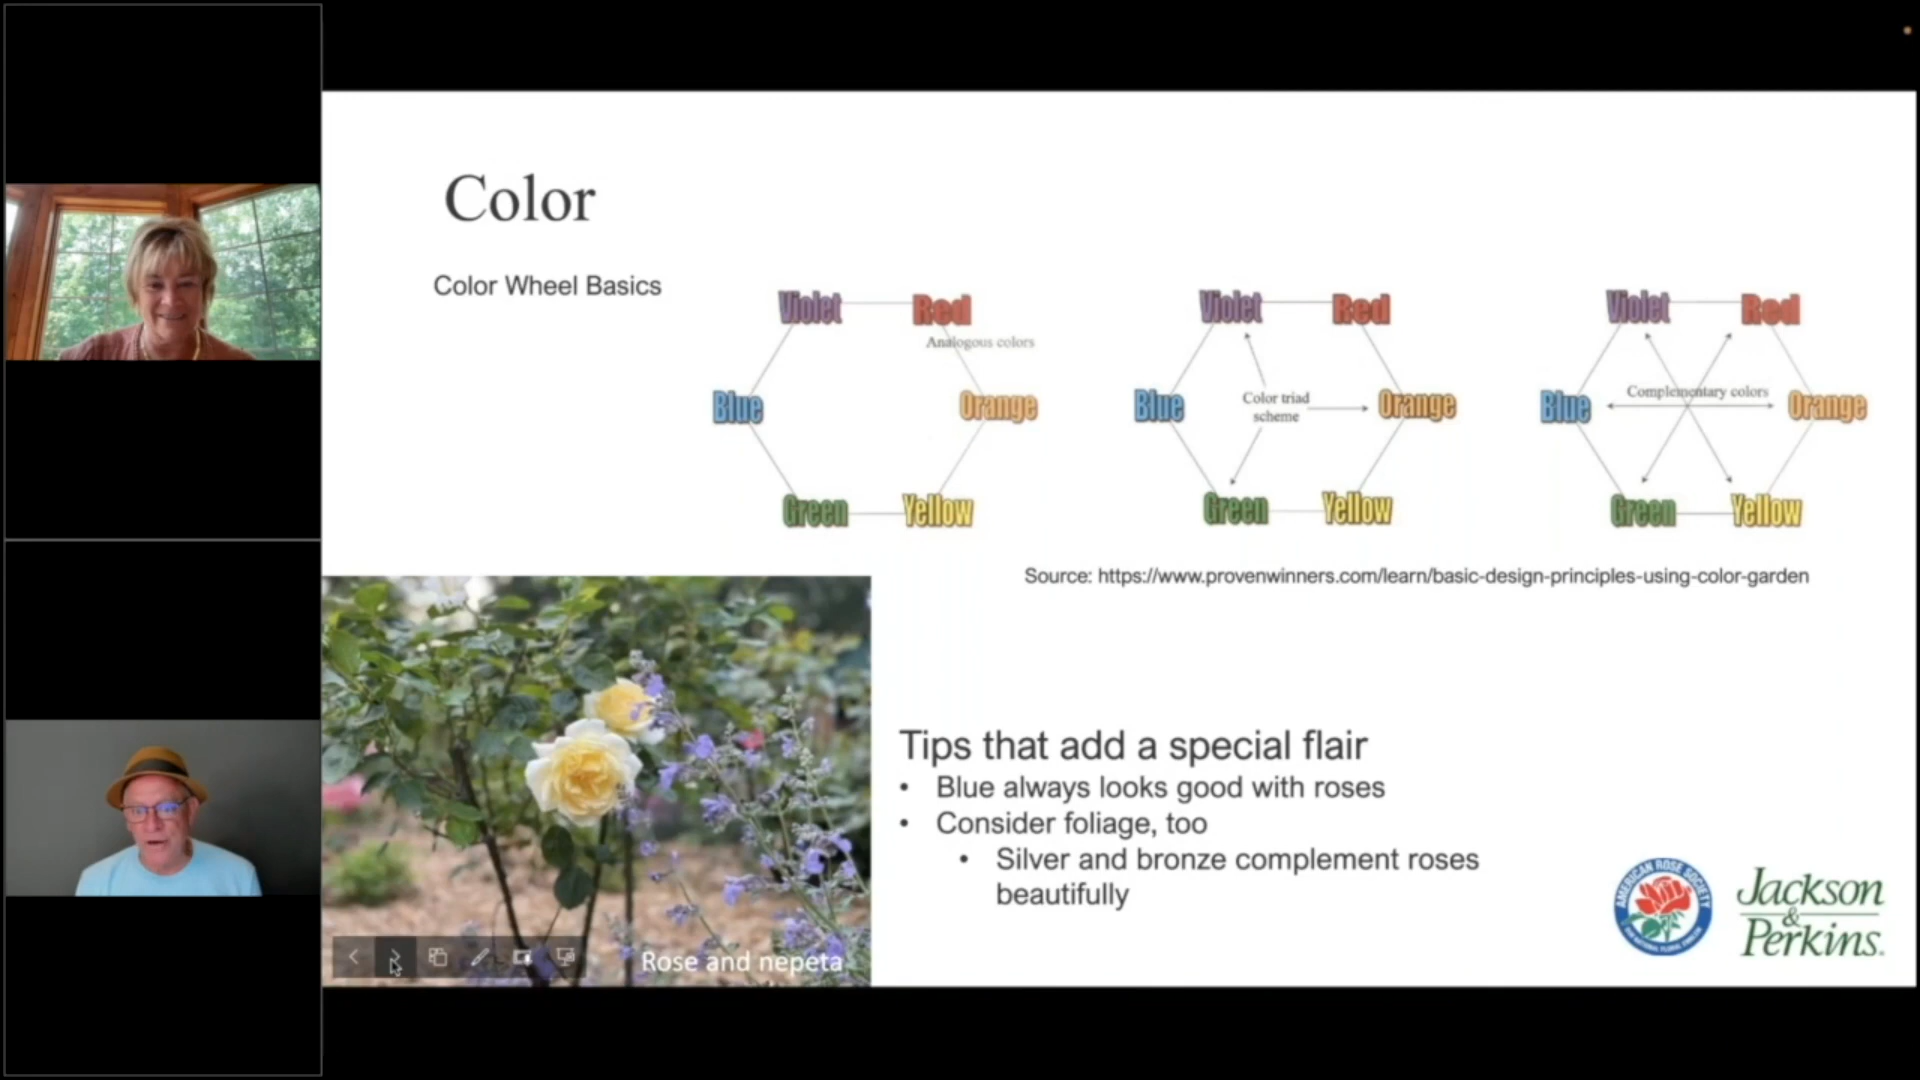 Color
Color Wheel Basics
Violet Red
Analogous colors
Blue Orange
Green Yellow
Violet Red
Color triad
scheme
Blue Orange
Green Yellow
Violet Red
Complementary colors
Blue Orange
Green Yellow
Source: https://www.provenwinners.com/learn/basic-design-principles-using-color-garden
Tips that add a special flair
• Blue always looks good with roses
• Consider foliage, too
• Silver and bronze complement roses
beautifully
Rose and nepeta
AMERICAN ROSE SOCIETY
Jackson
&
Perkins.